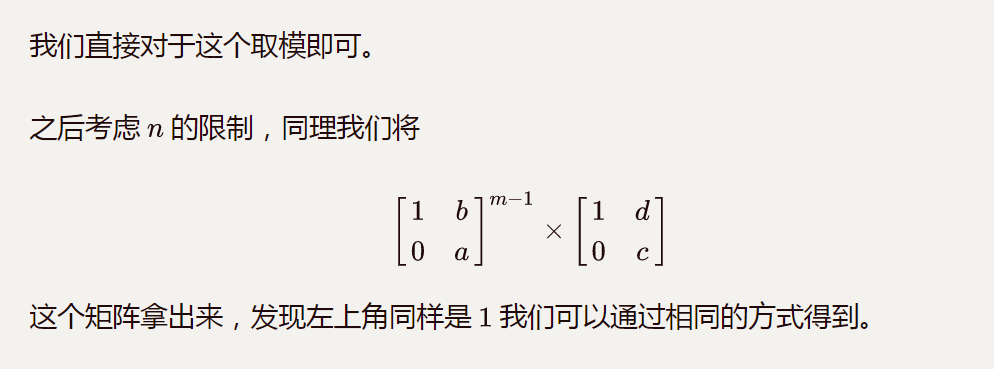 我们直接对于这个取模即可。
之后考虑 n 的限制，同理我们将
[1 b; 0 a]^{m−1} × [1 d; 0 c]
这个矩阵拿出来，发现左上角同样是 1 我们可以通过相同的方式得到。